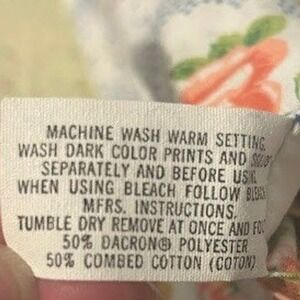 MACHINE WASH WARM SETTING
WASH DARK COLOR PRINTS AND
SEPARATELY AND BEFORE
WHEN USING BLEACH FOLLOW
MFRS. INSTRUCTIONS.
TUMBLE DRY REMOVE AT ONCE AND
50% DACRON® POLYESTER
50% COMBED COTTON (COTON)